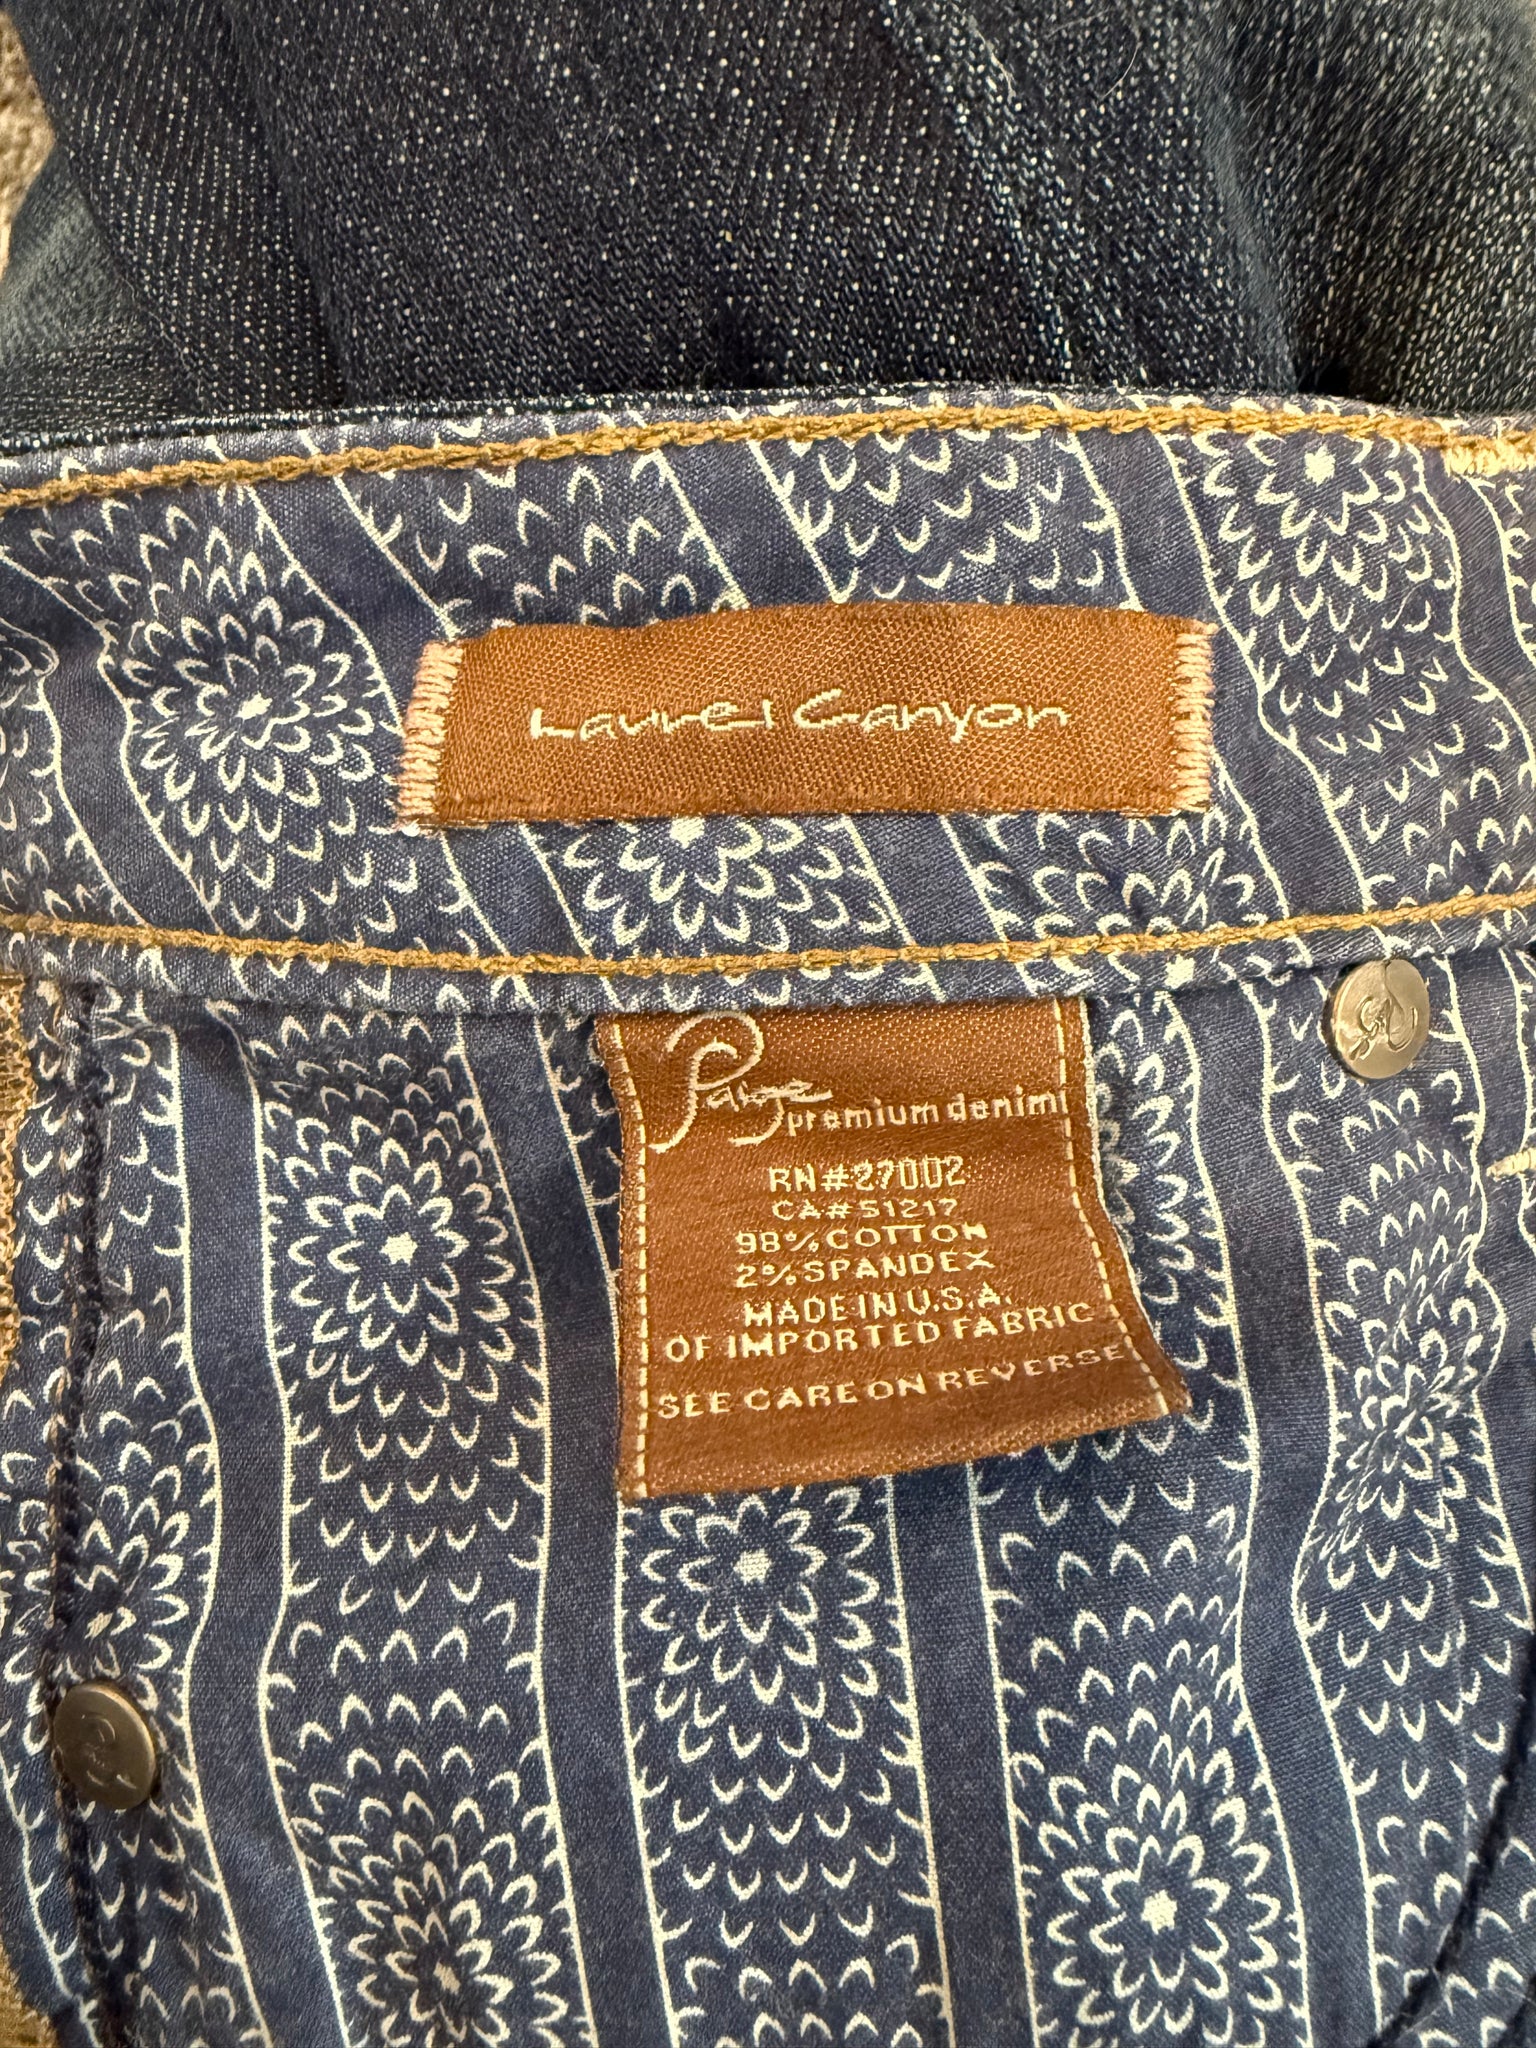 Laurel Canyon
Paige premium denim
RN#27002
CA#51217
98% COTTON
2% SPANDEX
MADE IN U.S.A.
OF IMPORTED FABRIC
SEE CARE ON REVERSE